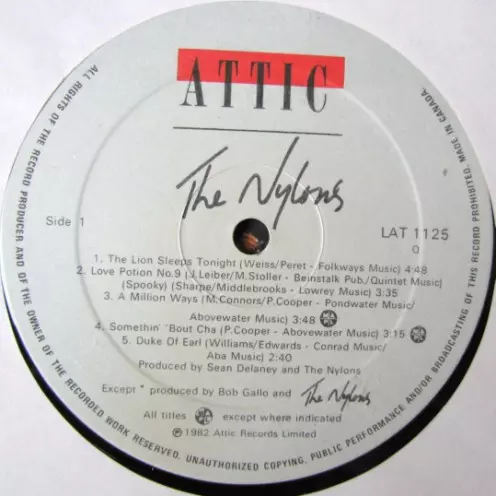 ATTIC
The Nylons
Side 1
LAT 1125
1. The Lion Sleeps Tonight (Weiss/Peret - Folkways Music) 4:48
2. Love Potion No.9 (J.Leiber/M.Stoller - Beinstalk Pub./Quintet Music)
(Spooky) (Sharpe/Middlebrooks - Lowrey Music) 3:35
3. A Million Ways (M.Connors/P.Cooper - Pondwater Music/
Abovewater Music) 3:48
4. Somethin' 'Bout Cha (P.Cooper - Abovewater Music) 3:15
5. Duke Of Earl (Williams/Edwards - Conrad Music/
Aba Music) 2:40
Produced by Sean Delaney and The Nylons
Except * produced by Bob Gallo and The Nylons
All titles except where indicated
℗1982 Attic Records Limited
ALL RIGHTS OF THE RECORD PRODUCER AND OF THE OWNER OF THE RECORDED WORK RESERVED. UNAUTHORIZED COPYING, PUBLIC PERFORMANCE AND/OR BROADCASTING OF THIS RECORD PROHIBITED. MADE IN CANADA.